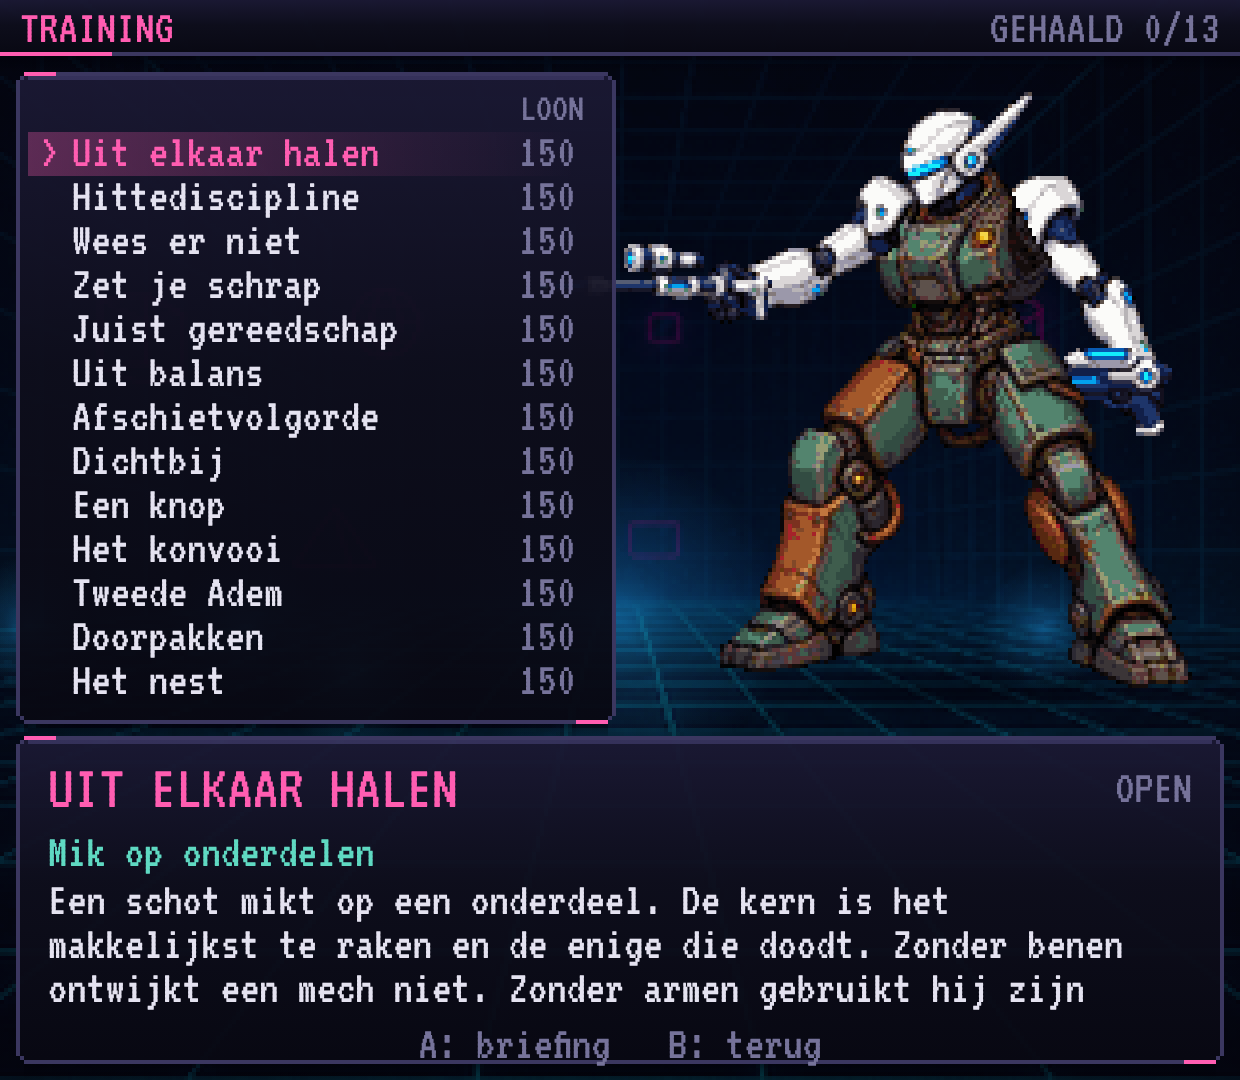 TRAINING
GEHAALD 0/13
LOON
> Uit elkaar halen 150
Hittediscipline 150
Wees er niet 150
Zet je schrap 150
Juist gereedschap 150
Uit balans 150
Afschietvolgorde 150
Dichtbij 150
Een knop 150
Het konvooi 150
Tweede Adem 150
Doorpakken 150
Het nest 150
UIT ELKAAR HALEN
OPEN
Mik op onderdelen
Een schot mikt op een onderdeel. De kern is het
makkelijkst te raken en de enige die doodt. Zonder benen
ontwijkt een mech niet. Zonder armen gebruikt hij zijn
A: briefing B: terug